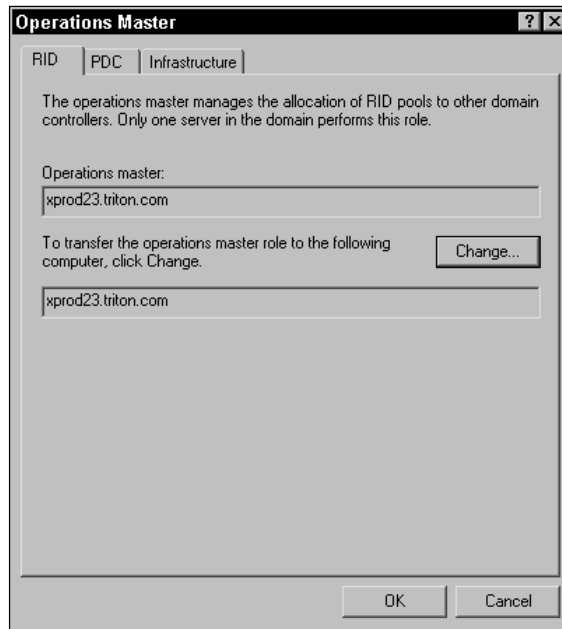 Operations Master
RID
PDC
Infrastructure
The operations master manages the allocation of RID pools to other domain
controllers. Only one server in the domain performs this role.
Operations master:
xprod23.triton.com
To transfer the operations master role to the following
computer, click Change.
Change...
xprod23.triton.com
OK
Cancel